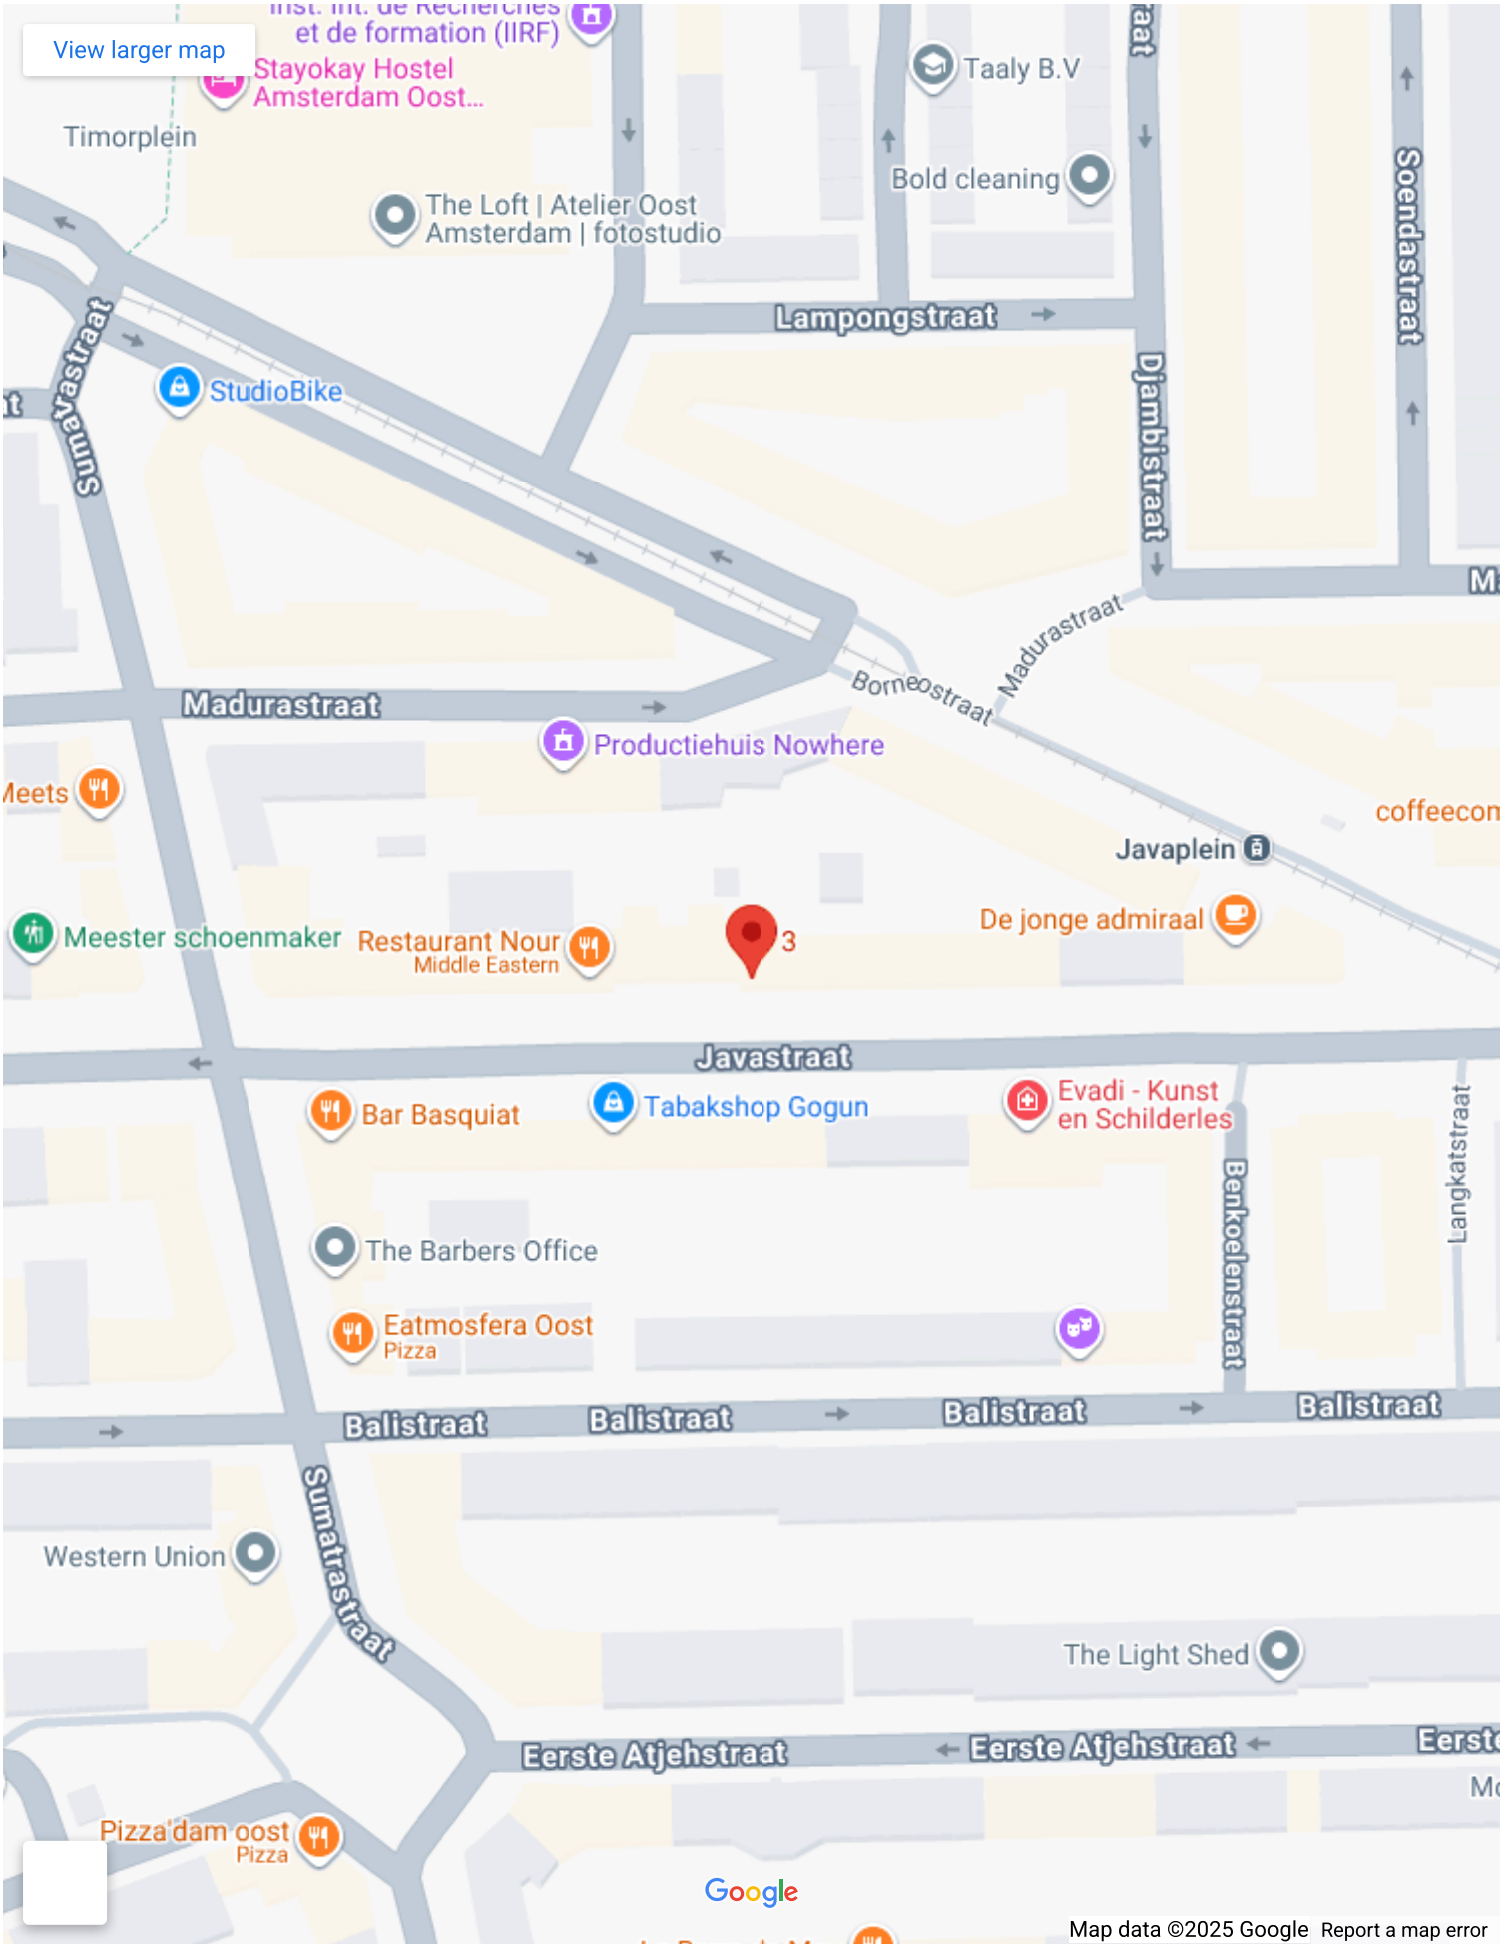 Inst. Int. de Recherches
et de formation (IIRF)
View larger map
Stayokay Hostel
Amsterdam Oost...
Taaly B.V
Timorplein
Bold cleaning
The Loft | Atelier Oost
Amsterdam | fotostudio
Soendastraat
Lampongstraat
Sumatrastraat
StudioBike
Djambistraat
Madurastraat
Borneostraat
Madurastraat
Productiehuis Nowhere
Meets
coffeecom
Javaplein
De jonge admiraal
Meester schoenmaker
Restaurant Nour
Middle Eastern
3
Javastraat
Evadi - Kunst
en Schilderles
Bar Basquiat
Tabakshop Gogun
Langkatstraat
Benkoelenstraat
The Barbers Office
Eatmosfera Oost
Pizza
Balistraat
Balistraat
Balistraat
Balistraat
Sumatrastraat
Western Union
The Light Shed
Eerste Atjehstraat
Eerste Atjehstraat
Eerste
Pizza'dam oost
Pizza
Google
Map data ©2025 Google
Report a map error